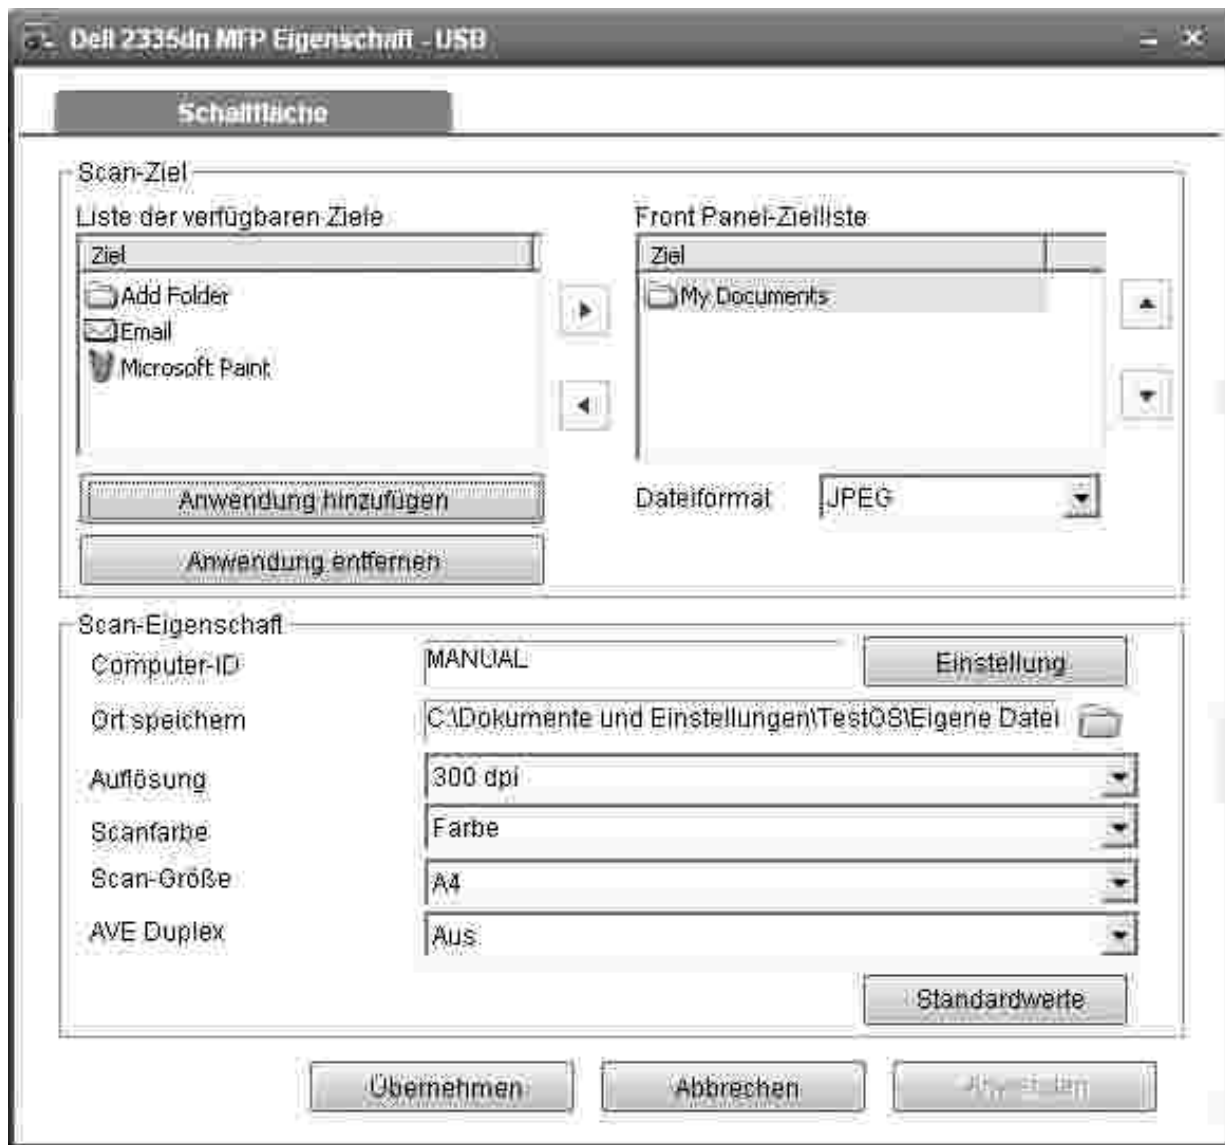 Dell 2335dn MFP Eigenschaft - USB
Schaltfläche
Scan-Ziel
Liste der verfügbaren Ziele
Front Panel-Zielliste
Ziel
Ziel
Add Folder
My Documents
Email
Microsoft Paint
Anwendung hinzufügen
Dateiformat
JPEG
Anwendung entfernen
Scan-Eigenschaft
Computer-ID
MANUAL
Einstellung
Ort speichern
C:\Dokumente und Einstellungen\TestOS\Eigene Datei
Auflösung
300 dpi
Scanfarbe
Farbe
Scan-Größe
A4
AVE Duplex
Aus
Standardwerte
Übernehmen
Abbrechen